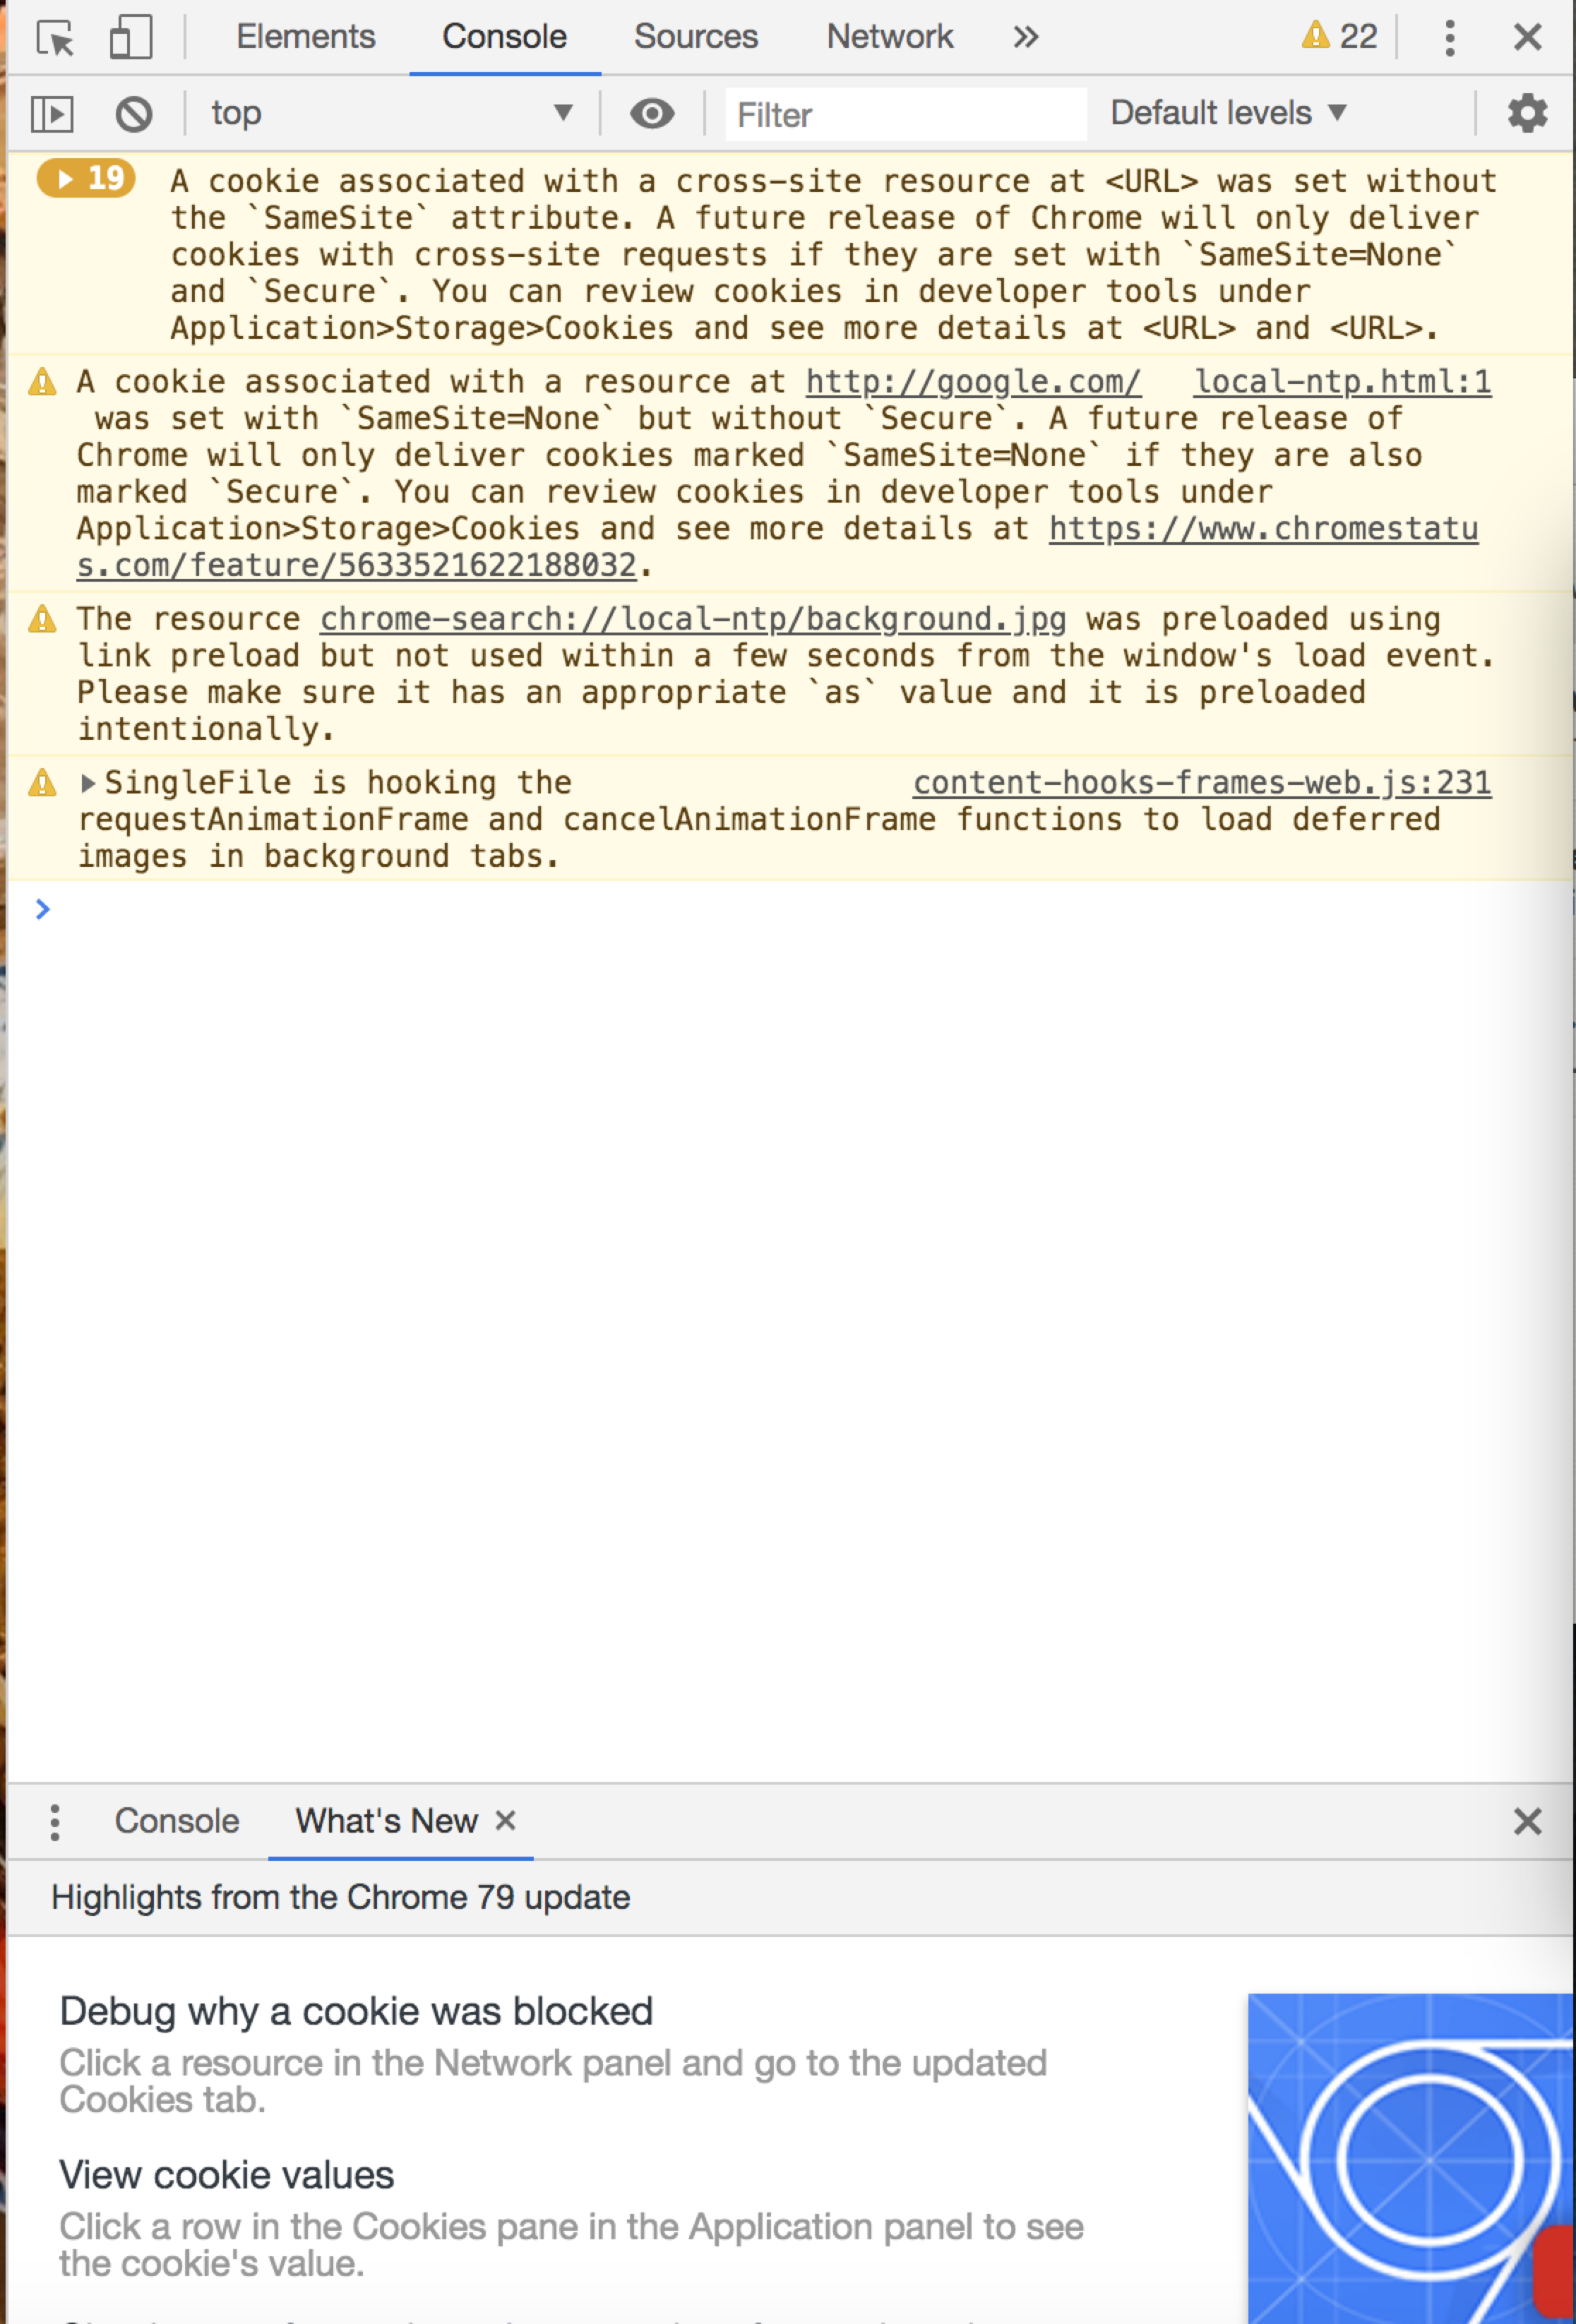 Elements Console Sources Network » 22
top Filter Default levels
19 A cookie associated with a cross-site resource at <URL> was set without
the `SameSite` attribute. A future release of Chrome will only deliver
cookies with cross-site requests if they are set with `SameSite=None`
and `Secure`. You can review cookies in developer tools under
Application>Storage>Cookies and see more details at <URL> and <URL>.
A cookie associated with a resource at http://google.com/ local-ntp.html:1
was set with `SameSite=None` but without `Secure`. A future release of
Chrome will only deliver cookies marked `SameSite=None` if they are also
marked `Secure`. You can review cookies in developer tools under
Application>Storage>Cookies and see more details at https://www.chromestatu
s.com/feature/5633521622188032.
The resource chrome-search://local-ntp/background.jpg was preloaded using
link preload but not used within a few seconds from the window's load event.
Please make sure it has an appropriate `as` value and it is preloaded
intentionally.
SingleFile is hooking the content-hooks-frames-web.js:231
requestAnimationFrame and cancelAnimationFrame functions to load deferred
images in background tabs.
Console What's New
Highlights from the Chrome 79 update
Debug why a cookie was blocked
Click a resource in the Network panel and go to the updated
Cookies tab.
View cookie values
Click a row in the Cookies pane in the Application panel to see
the cookie's value.